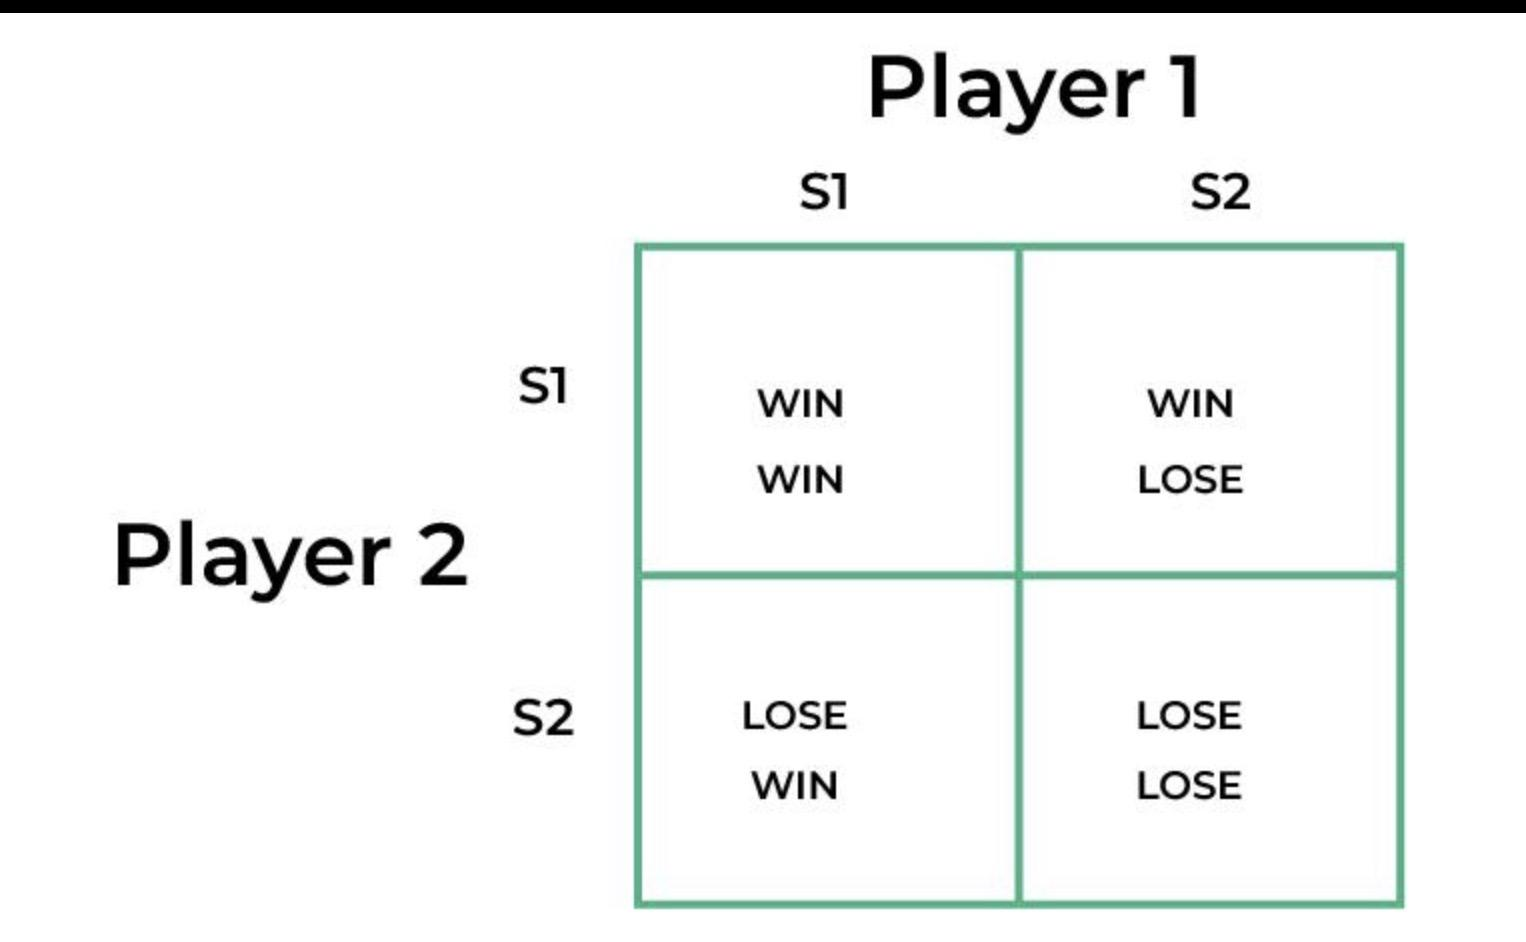 Player 1
S1 S2
S1
WIN WIN
WIN LOSE
Player 2
S2
LOSE LOSE
WIN LOSE